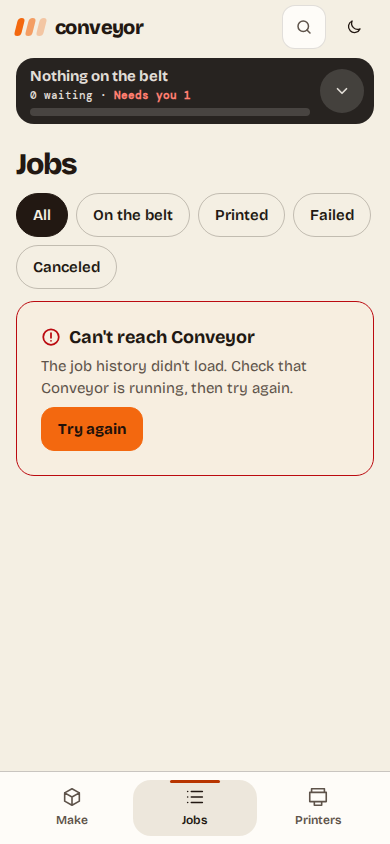 conveyor
Nothing on the belt
0 waiting · Needs you 1
Jobs
All
On the belt
Printed
Failed
Canceled
Can't reach Conveyor
The job history didn't load. Check that
Conveyor is running, then try again.
Try again
Make
Jobs
Printers